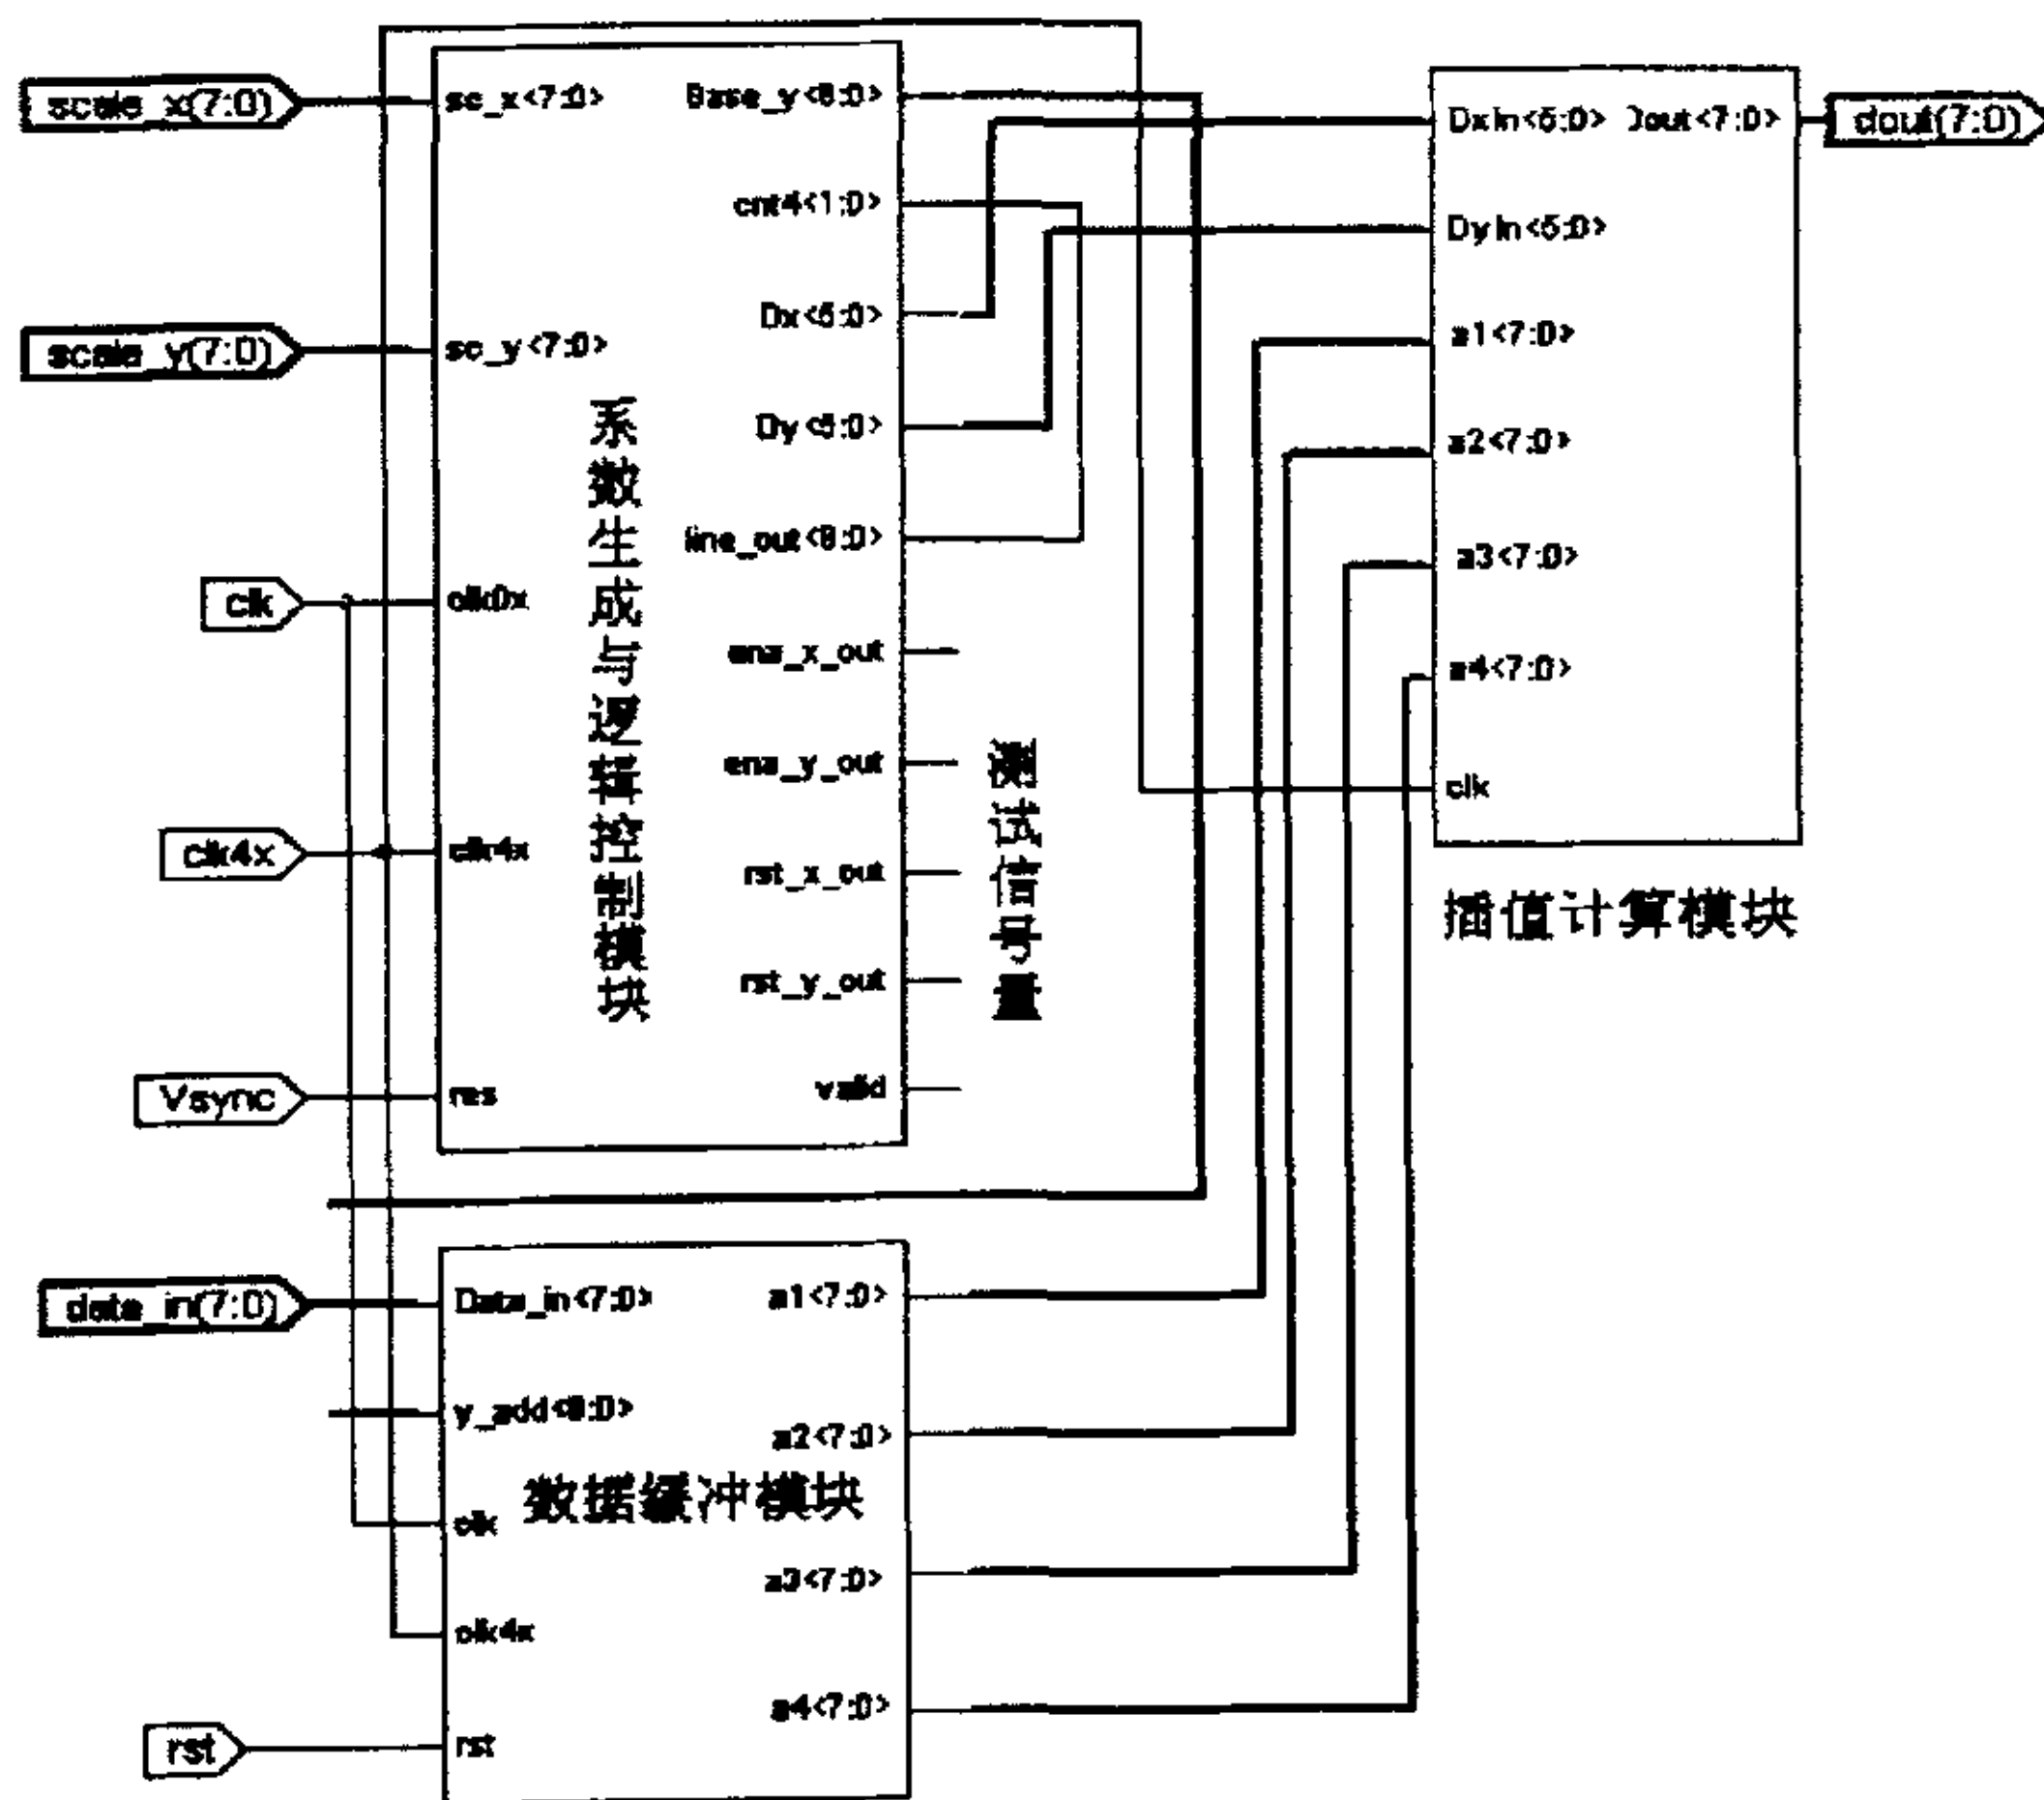 scale_x(7:0)
scale_y(7:0)
clk
clk4x
Vsync
data_in(7:0)
rst
sc_x<7:0>
sc_y<7:0>
clk0x
clk4x
res
系数生成与逻辑控制模块
Base_y<8:0>
cnt4<1:0>
Dx<5:0>
Dy<5:0>
line_out<8:0>
ena_x_out
ena_y_out
rst_x_out
rst_y_out
valid
测试信号量
DxIn<5:0>
Dout<7:0>
DyIn<5:0>
a1<7:0>
a2<7:0>
a3<7:0>
a4<7:0>
clk
插值计算模块
dout(7:0)
Data_in<7:0>
y_add<8:0>
clk
clk4x
rst
数据缓冲模块
a1<7:0>
a2<7:0>
a3<7:0>
a4<7:0>